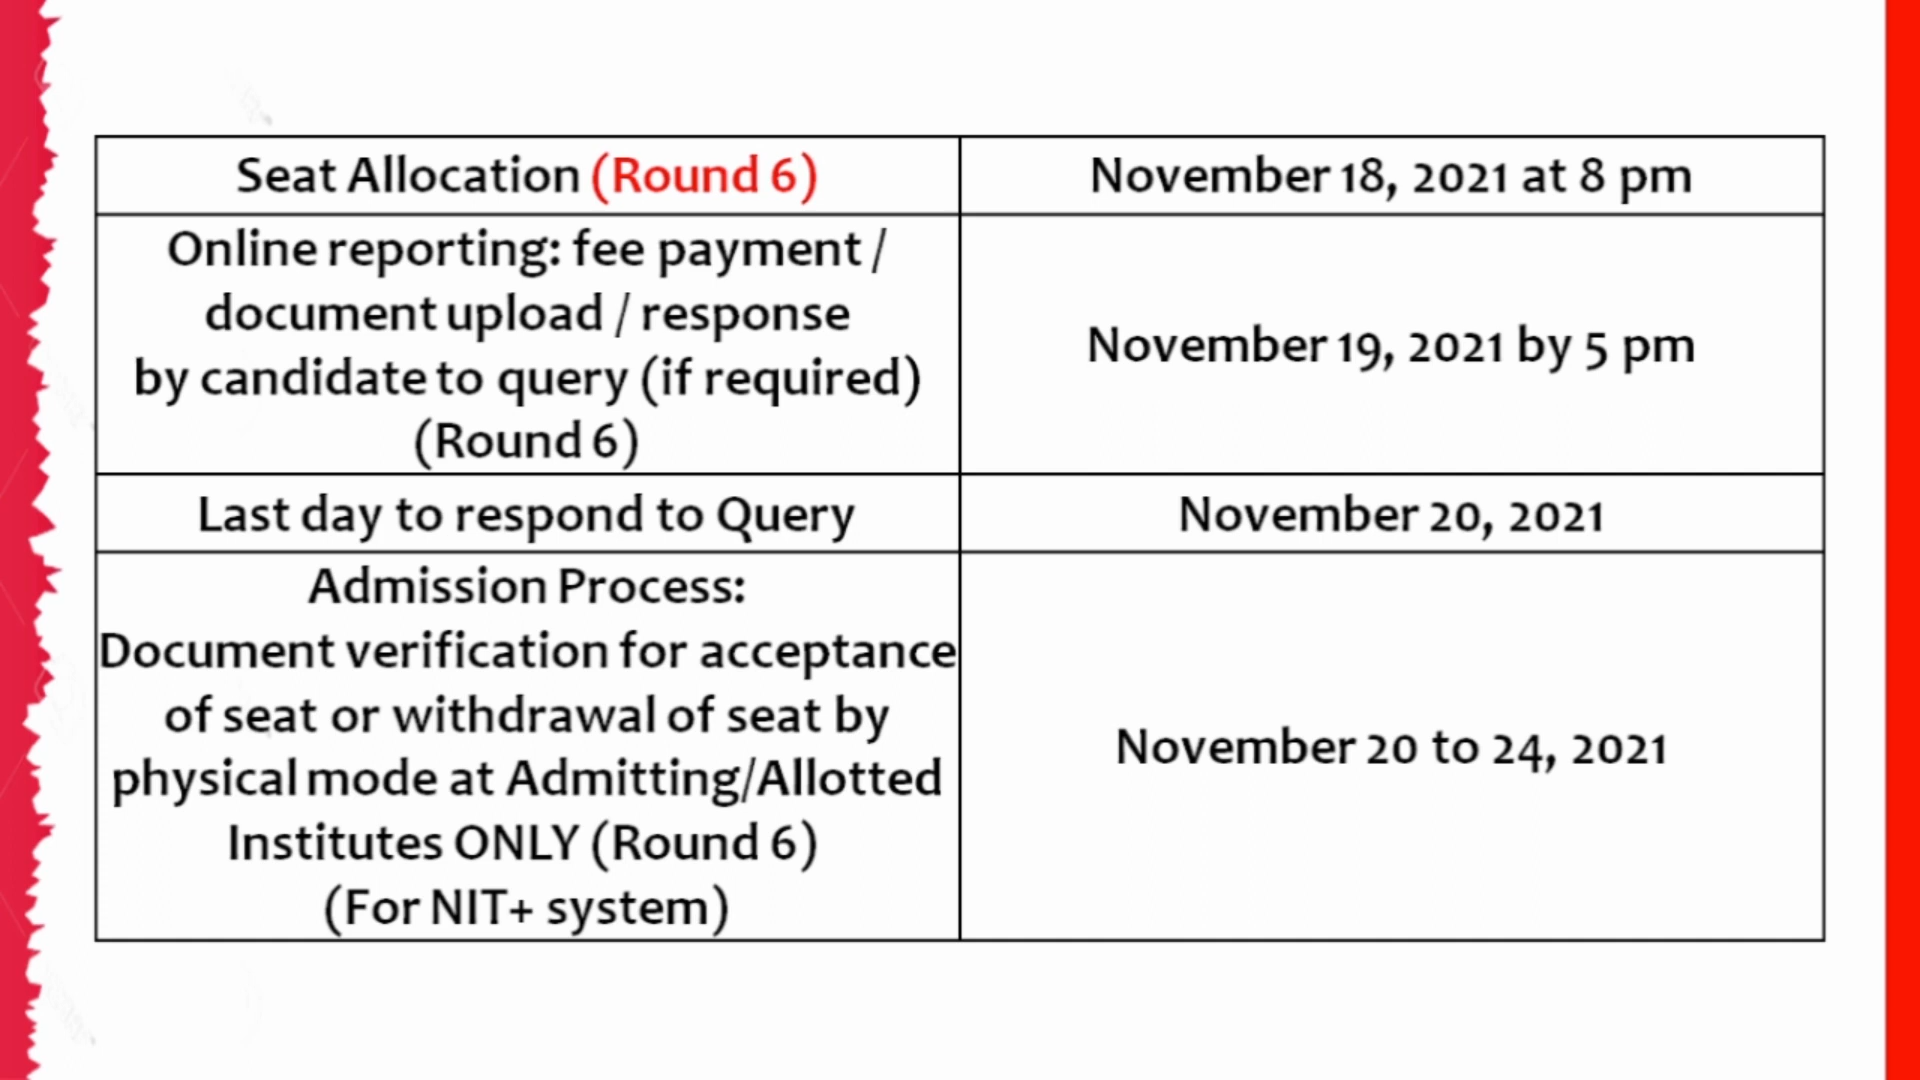 Seat Allocation (Round 6)
November 18, 2021 at 8 pm
Online reporting: fee payment /
document upload / response
by candidate to query (if required)
(Round 6)
November 19, 2021 by 5 pm
Last day to respond to Query
November 20, 2021
Admission Process:
Document verification for acceptance
of seat or withdrawal of seat by
physical mode at Admitting/Allotted
Institutes ONLY (Round 6)
(For NIT+ system)
November 20 to 24, 2021